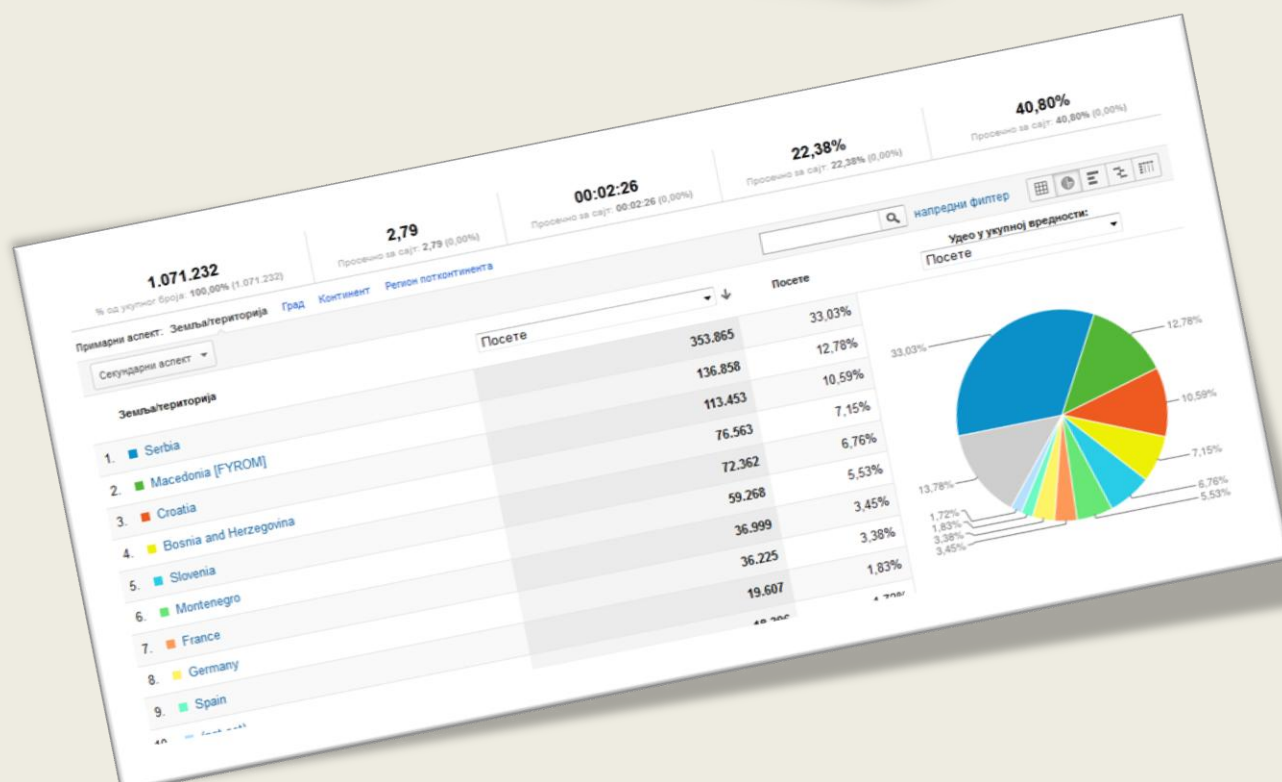 1.071.232
% од укупног броја: 100,00% (1.071.232)
2,79
Просечно за сајт: 2,79 (0,00%)
00:02:26
Просечно за сајт: 00:02:26 (0,00%)
22,38%
Просечно за сајт: 22,38% (0,00%)
40,80%
Просечно за сајт: 40,80% (0,00%)
Примарни аспект: Земља/територија Град Континент Регион потконтинента
Секундарни аспект
напредни филтер
Земља/територија
Посете
Посете
Удео у укупној вредности:
Посете
1. Serbia 353.865 33,03%
2. Macedonia [FYROM] 136.858 12,78%
3. Croatia 113.453 10,59%
4. Bosnia and Herzegovina 76.563 7,15%
5. Slovenia 72.362 6,76%
6. Montenegro 59.268 5,53%
7. France 36.999 3,45%
8. Germany 36.225 3,38%
9. Spain 19.607 1,83%
33,03%
12,78%
10,59%
7,15%
6,76%
5,53%
13,78%
1,72%
1,83%
3,38%
3,45%